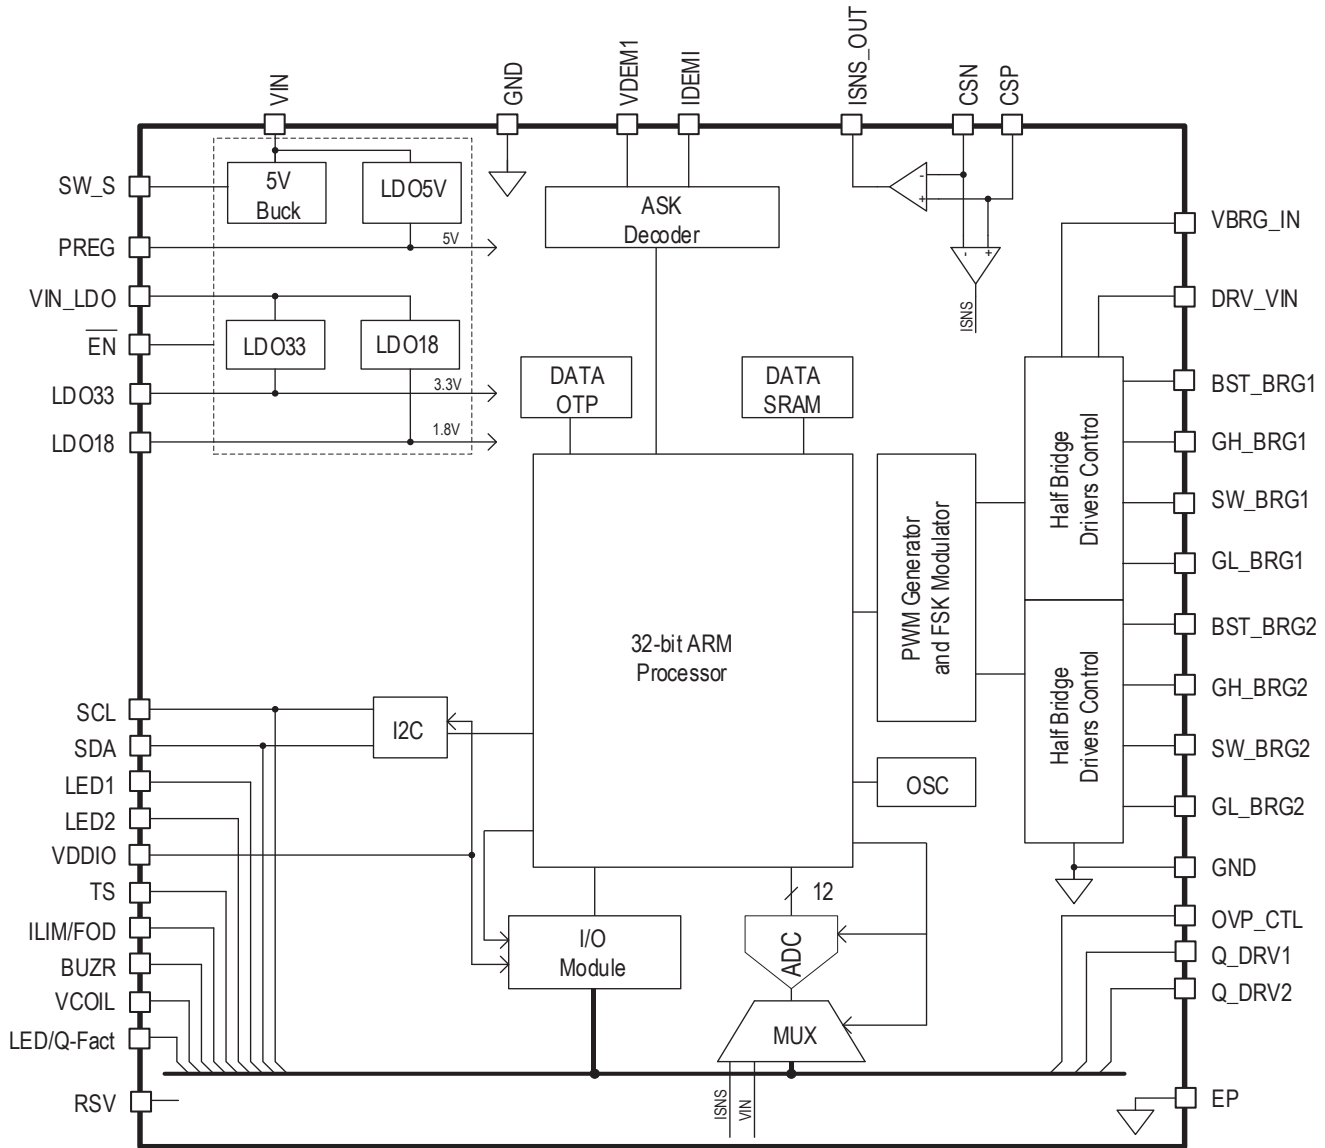 VIN
GND
VDEM1
IDEMI
ISNS_OUT
CSN
CSP
SW_S
PREG
VIN_LDO
EN
LDO33
LDO18
5V
Buck
LDO5V
5V
LDO33
LDO18
3.3V
1.8V
ASK
Decoder
-
+
-
+
ISNS
VBRG_IN
DRV_VIN
BST_BRG1
GH_BRG1
SW_BRG1
GL_BRG1
BST_BRG2
GH_BRG2
SW_BRG2
GL_BRG2
GND
OVP_CTL
Q_DRV1
Q_DRV2
EP
DATA
OTP
DATA
SRAM
32-bit ARM
Processor
PWM Generator
and FSK Modulator
Half Bridge
Drivers Control
Half Bridge
Drivers Control
OSC
SCL
SDA
LED1
LED2
VDDIO
TS
ILIM/FOD
BUZR
VCOIL
LED/Q-Fact
RSV
I2C
I/O
Module
12
ADC
MUX
ISNS
VIN